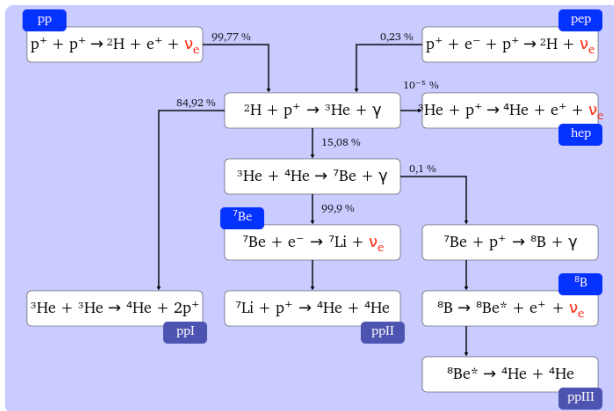 pp
pep
p⁺ + p⁺ → ²H + e⁺ + νₑ
99,77 %
0,23 %
p⁺ + e⁻ + p⁺ → ²H + νₑ
84,92 %
²H + p⁺ → ³He + γ
10⁻⁵ %
³He + p⁺ → ⁴He + e⁺ + νₑ
hep
15,08 %
³He + ⁴He → ⁷Be + γ
0,1 %
99,9 %
⁷Be
⁷Be + e⁻ → ⁷Li + νₑ
⁷Be + p⁺ → ⁸B + γ
⁸B
³He + ³He → ⁴He + 2p⁺
⁷Li + p⁺ → ⁴He + ⁴He
⁸B → ⁸Be* + e⁺ + νₑ
ppI
ppII
⁸Be* → ⁴He + ⁴He
ppIII